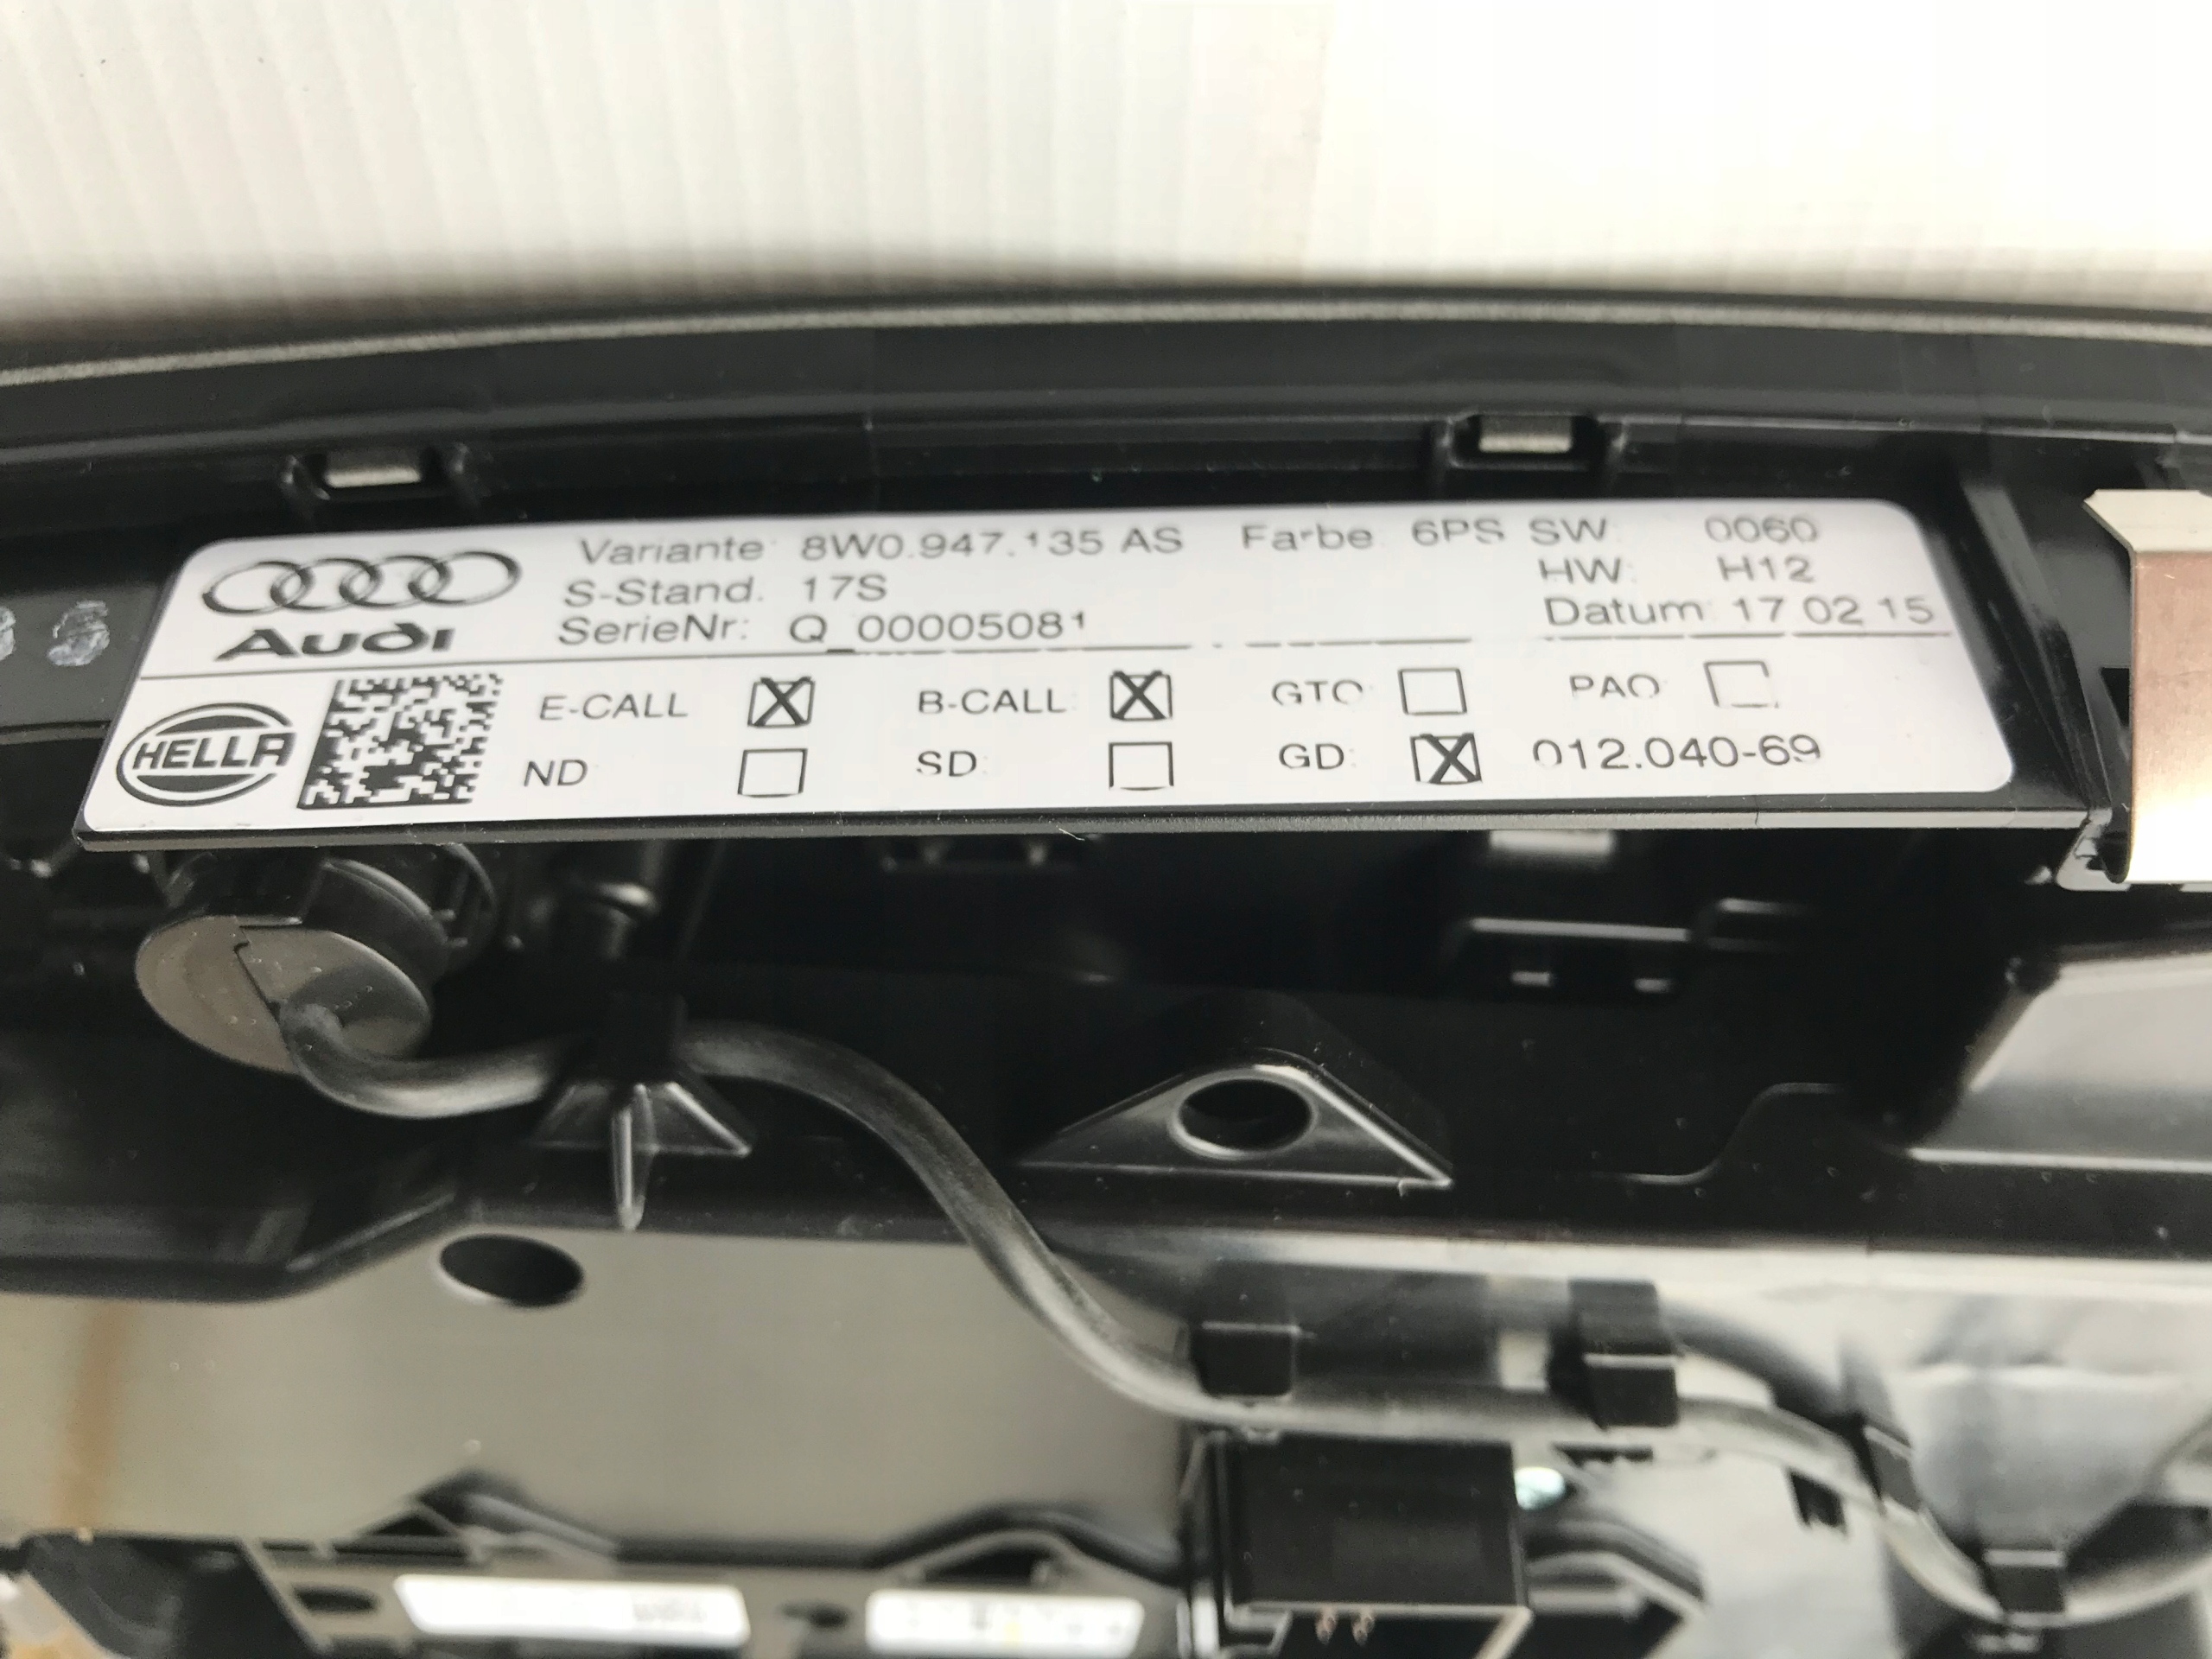 Variante 8W0.947.135 AS Farbe 6PS SW: 0060
S-Stand. 17S HW: H12
SerieNr: Q_00005081 Datum 17 02 15
Audi
E-CALL B-CALL GTO PAO
HELLA
ND SD: GD: 012.040-69